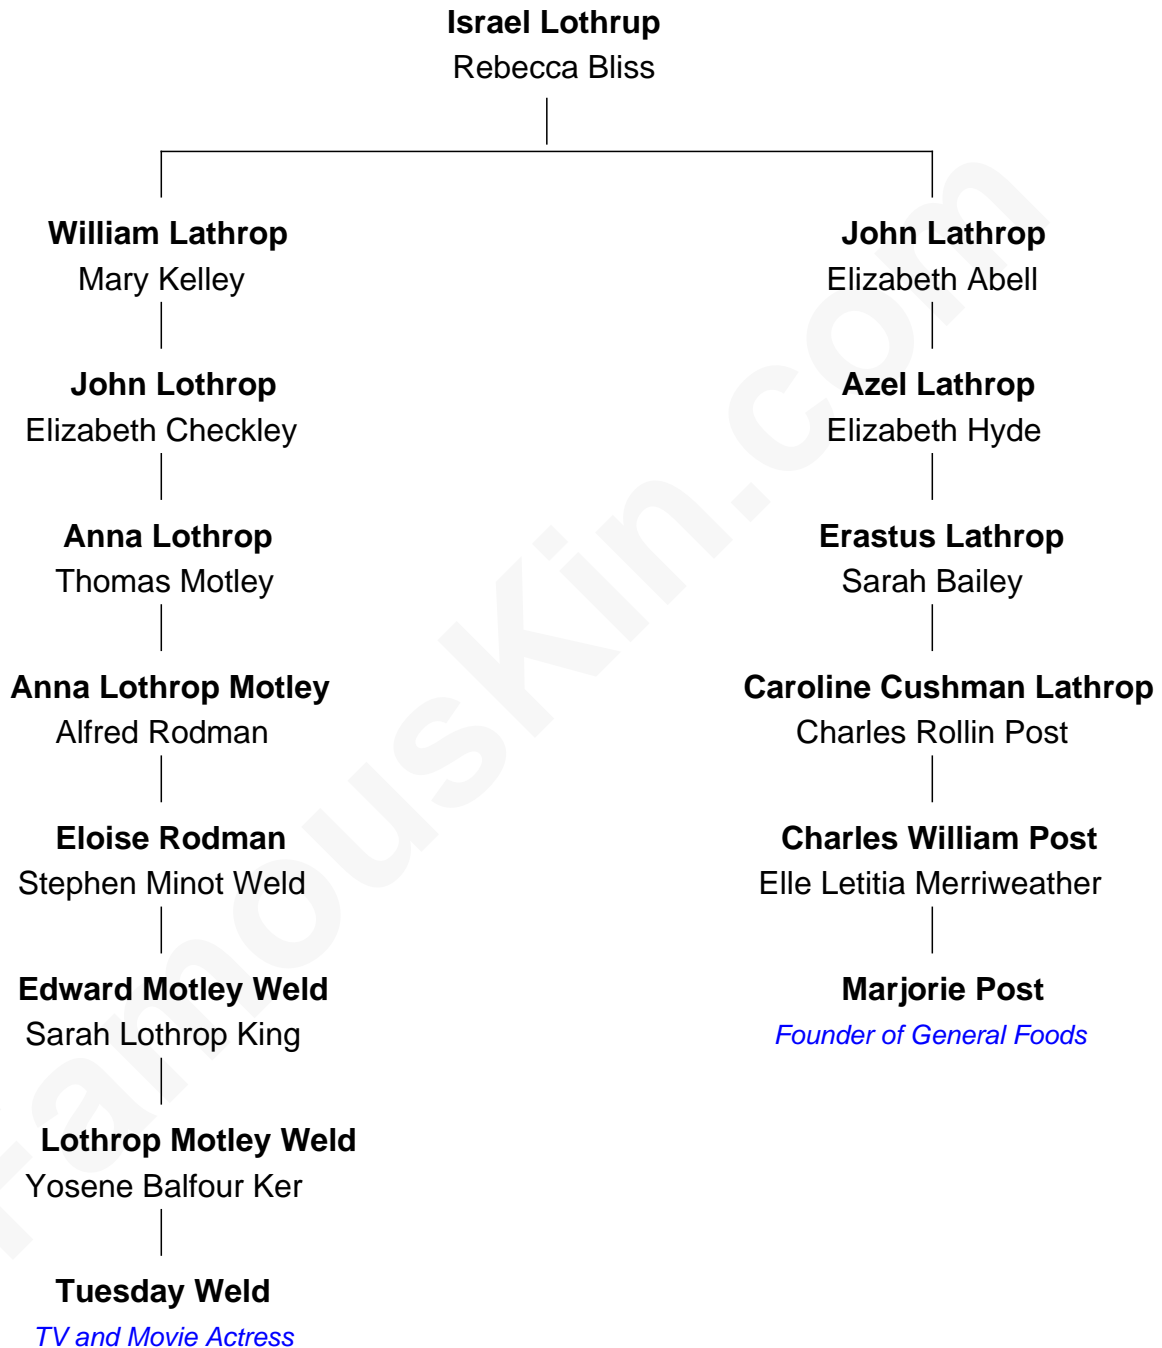 Israel Lothrup
Rebecca Bliss
William Lathrop
Mary Kelley
John Lothrop
Elizabeth Checkley
Anna Lothrop
Thomas Motley
Anna Lothrop Motley
Alfred Rodman
Eloise Rodman
Stephen Minot Weld
Edward Motley Weld
Sarah Lothrop King
Lothrop Motley Weld
Yosene Balfour Ker
Tuesday Weld
TV and Movie Actress
John Lathrop
Elizabeth Abell
Azel Lathrop
Elizabeth Hyde
Erastus Lathrop
Sarah Bailey
Caroline Cushman Lathrop
Charles Rollin Post
Charles William Post
Elle Letitia Merriweather
Marjorie Post
Founder of General Foods
FamousKin.com